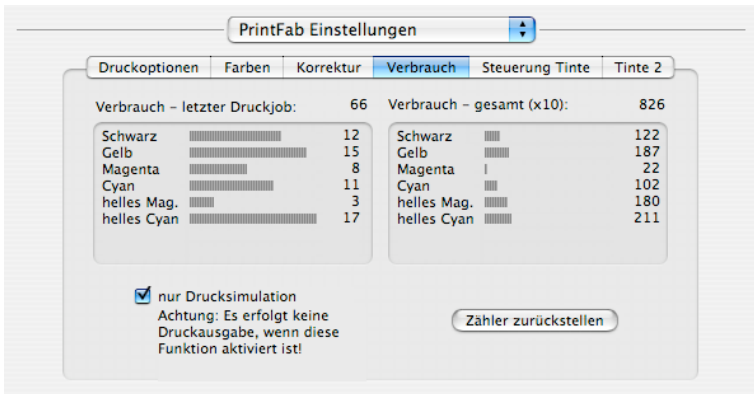 PrintFab Einstellungen
Druckoptionen Farben Korrektur Verbrauch Steuerung Tinte Tinte 2
Verbrauch – letzter Druckjob: 66
Schwarz 12
Gelb 15
Magenta 8
Cyan 11
helles Mag. 3
helles Cyan 17
Verbrauch – gesamt (x10): 826
Schwarz 122
Gelb 187
Magenta 22
Cyan 102
helles Mag. 180
helles Cyan 211
nur Drucksimulation
Achtung: Es erfolgt keine
Druckausgabe, wenn diese
Funktion aktiviert ist!
Zähler zurückstellen